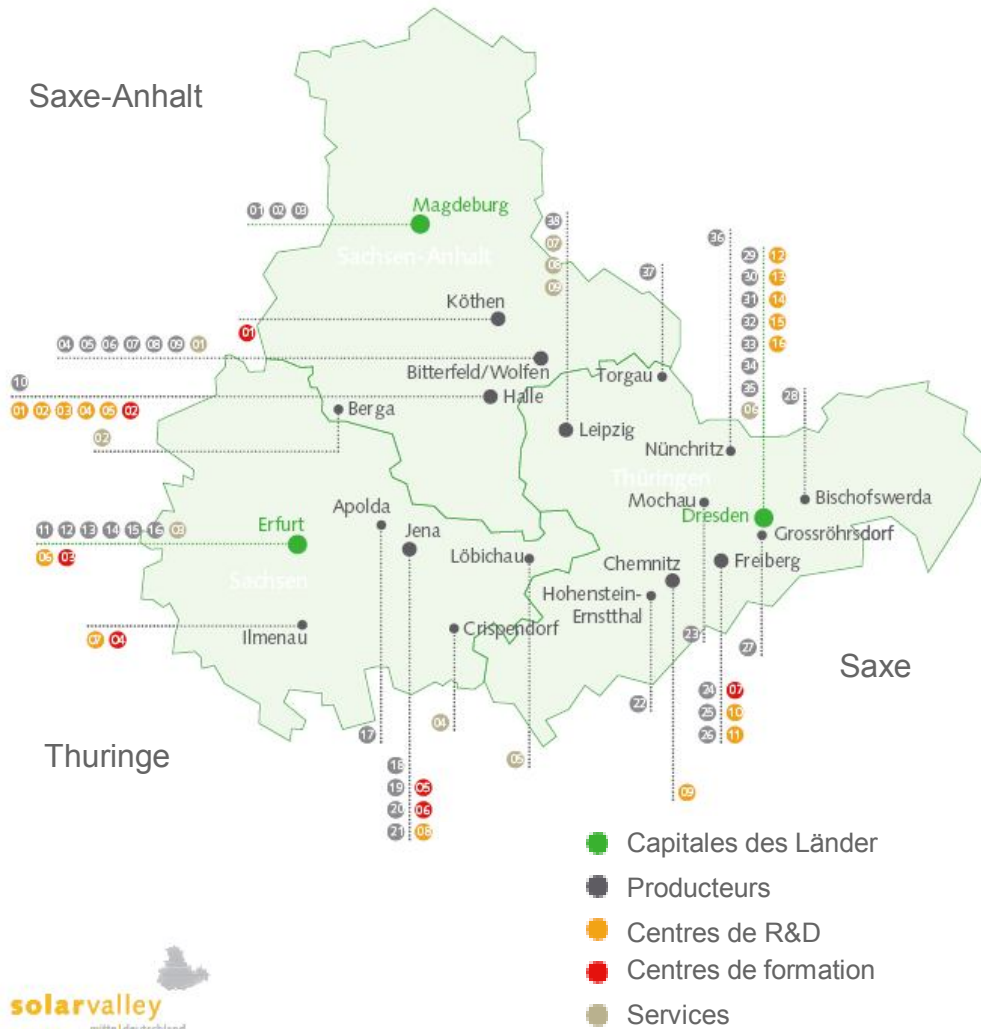 Saxe-Anhalt
01 02 03
Magdeburg
Sachsen-Anhalt
38
07
08
09
36
29 12
30 13
31 14
32 15
33 16
34
35
06
37
Köthen
01
04 05 06 07 08 09 01
Bitterfeld/Wolfen
10
01 02 03 04 05 02
Halle
Torgau
28
Berga
02
Leipzig
Nünchritz
Thüringen
Mochau
Bischofswerda
Dresden
Grossröhrsdorf
11 12 13 14 15 16 03
06 03
Erfurt
Apolda
Jena
Löbichau
Chemnitz
Freiberg
Sachsen
Hohenstein-
Ernstthal
07 04
Ilmenau
Crispendorf
23
27
Saxe
22
24 07
25 10
26 11
04
17
05
Thuringe
18
19 05
20 06
21 08
09
Capitales des Länder
Producteurs
Centres de R&D
Centres de formation
Services
solarvalley
mitteldeutschland